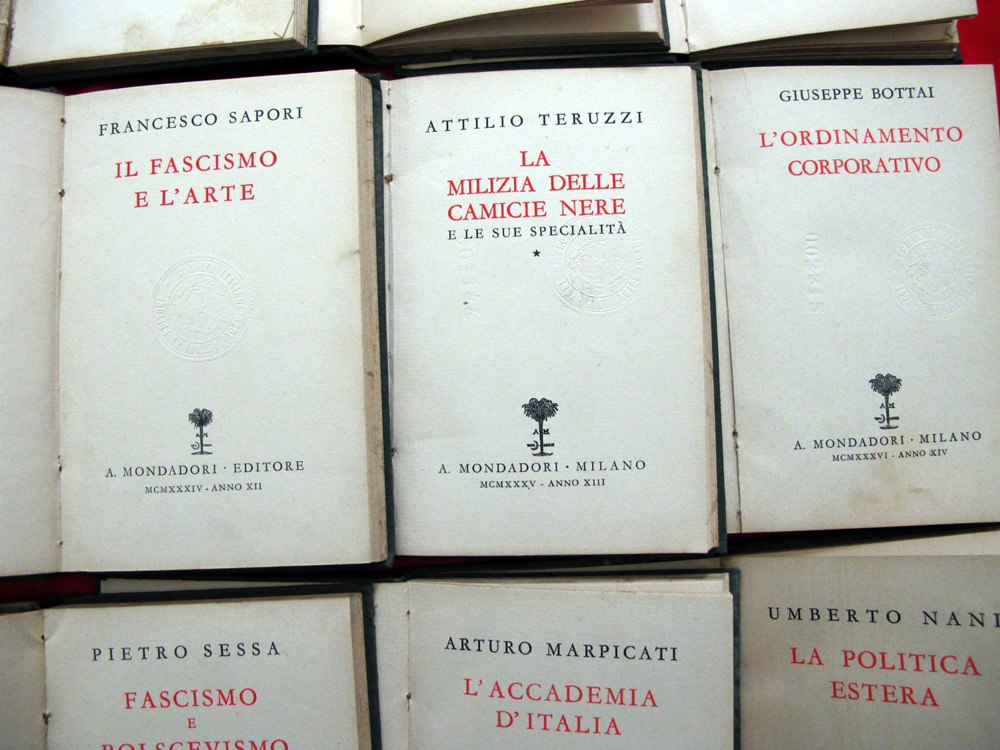 FRANCESCO SAPORI
IL FASCISMO
E L'ARTE
A. MONDADORI · EDITORE
MCMXXXIV - ANNO XII
ATTILIO TERUZZI
LA
MILIZIA DELLE
CAMICIE NERE
E LE SUE SPECIALITÀ
*
A. MONDADORI · MILANO
MCMXXXV - ANNO XIII
GIUSEPPE BOTTAI
L'ORDINAMENTO
CORPORATIVO
A. MONDADORI · MILANO
MCMXXXVI - ANNO XIV
PIETRO SESSA
FASCISMO
E
BOLSCEVISMO
ARTURO MARPICATI
L'ACCADEMIA
D'ITALIA
UMBERTO NANI
LA POLITICA
ESTERA